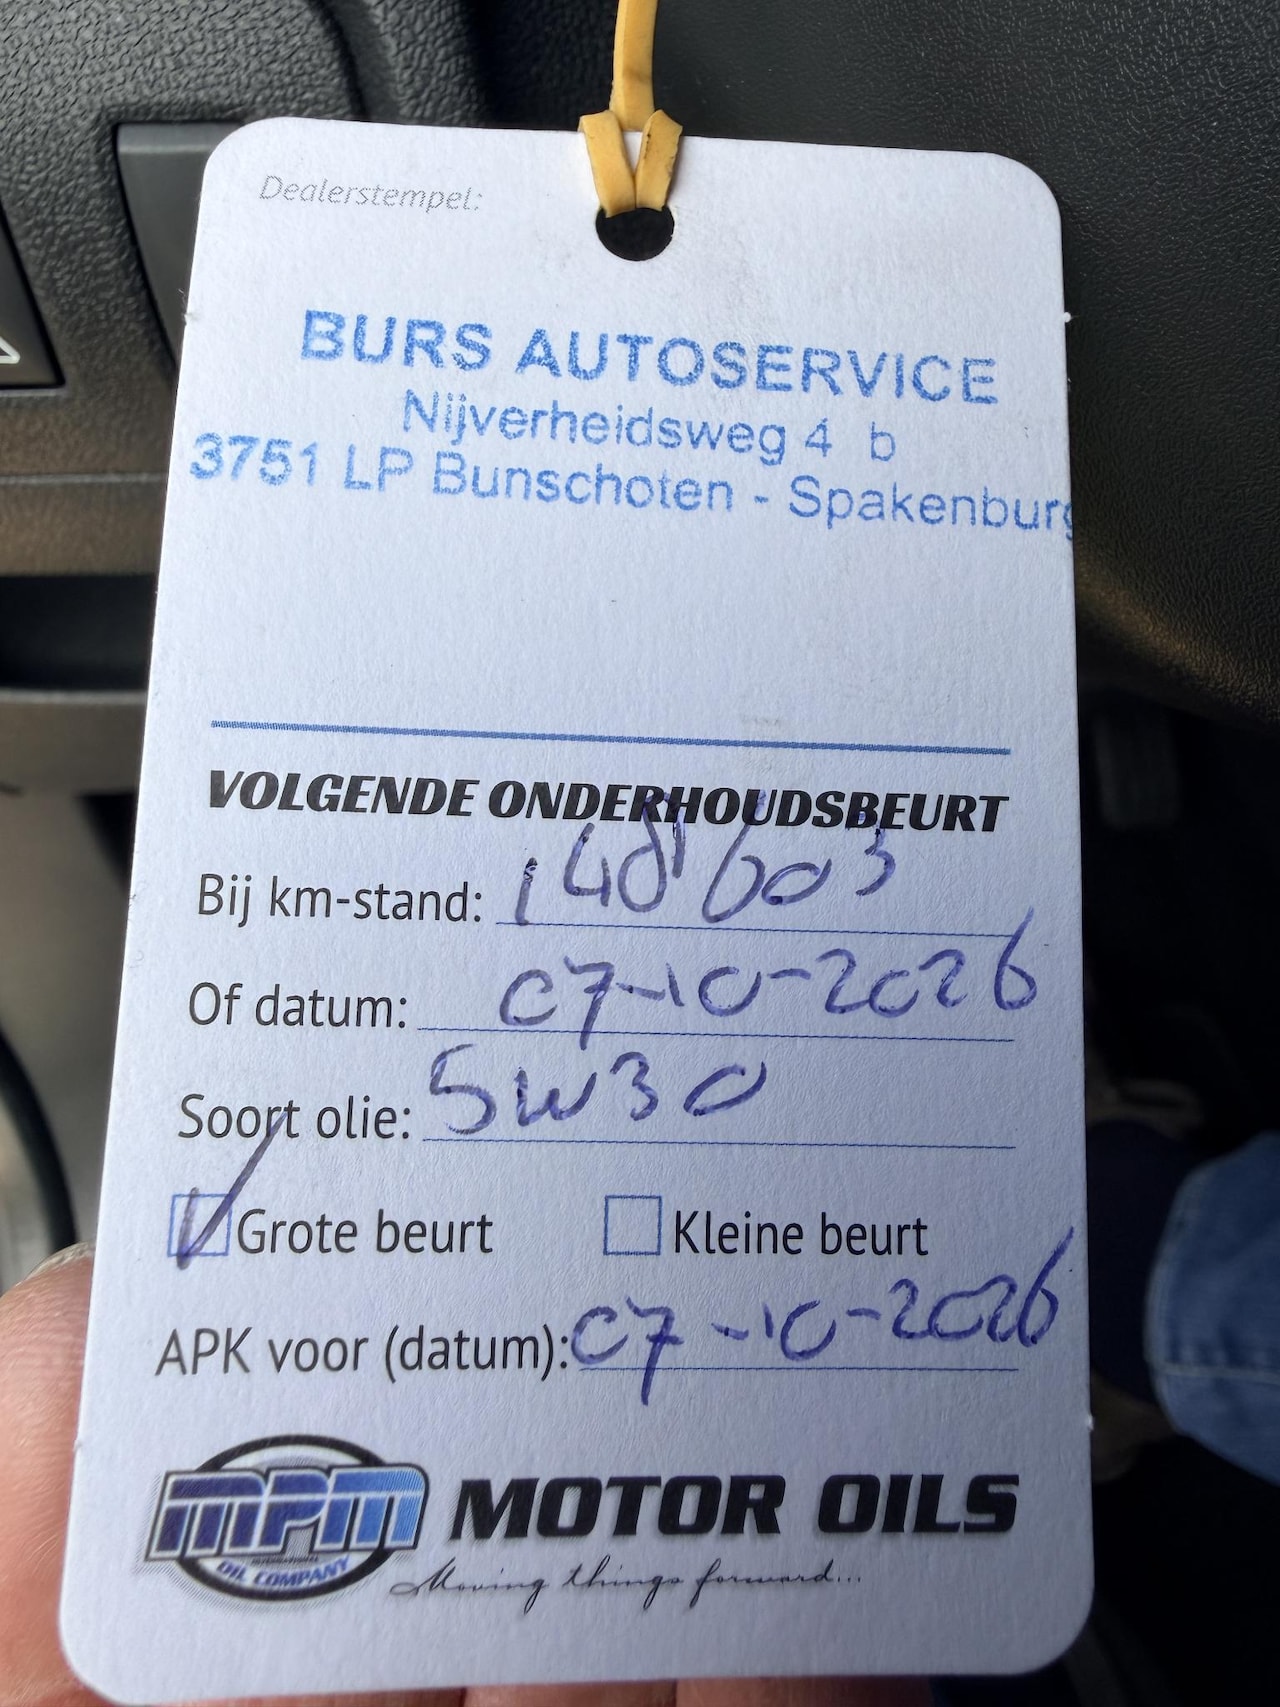 Dealerstempel:
BURS AUTOSERVICE
Nijverheidsweg 4 b
3751 LP Bunschoten - Spakenburg
VOLGENDE ONDERHOUDSBEURT
Bij km-stand: 148603
Of datum: 07-10-2026
Soort olie: 5W30
Grote beurt Kleine beurt
APK voor (datum): 07-10-2026
MPM MOTOR OILS
INTERNATIONAL
OIL COMPANY
Moving things forward...